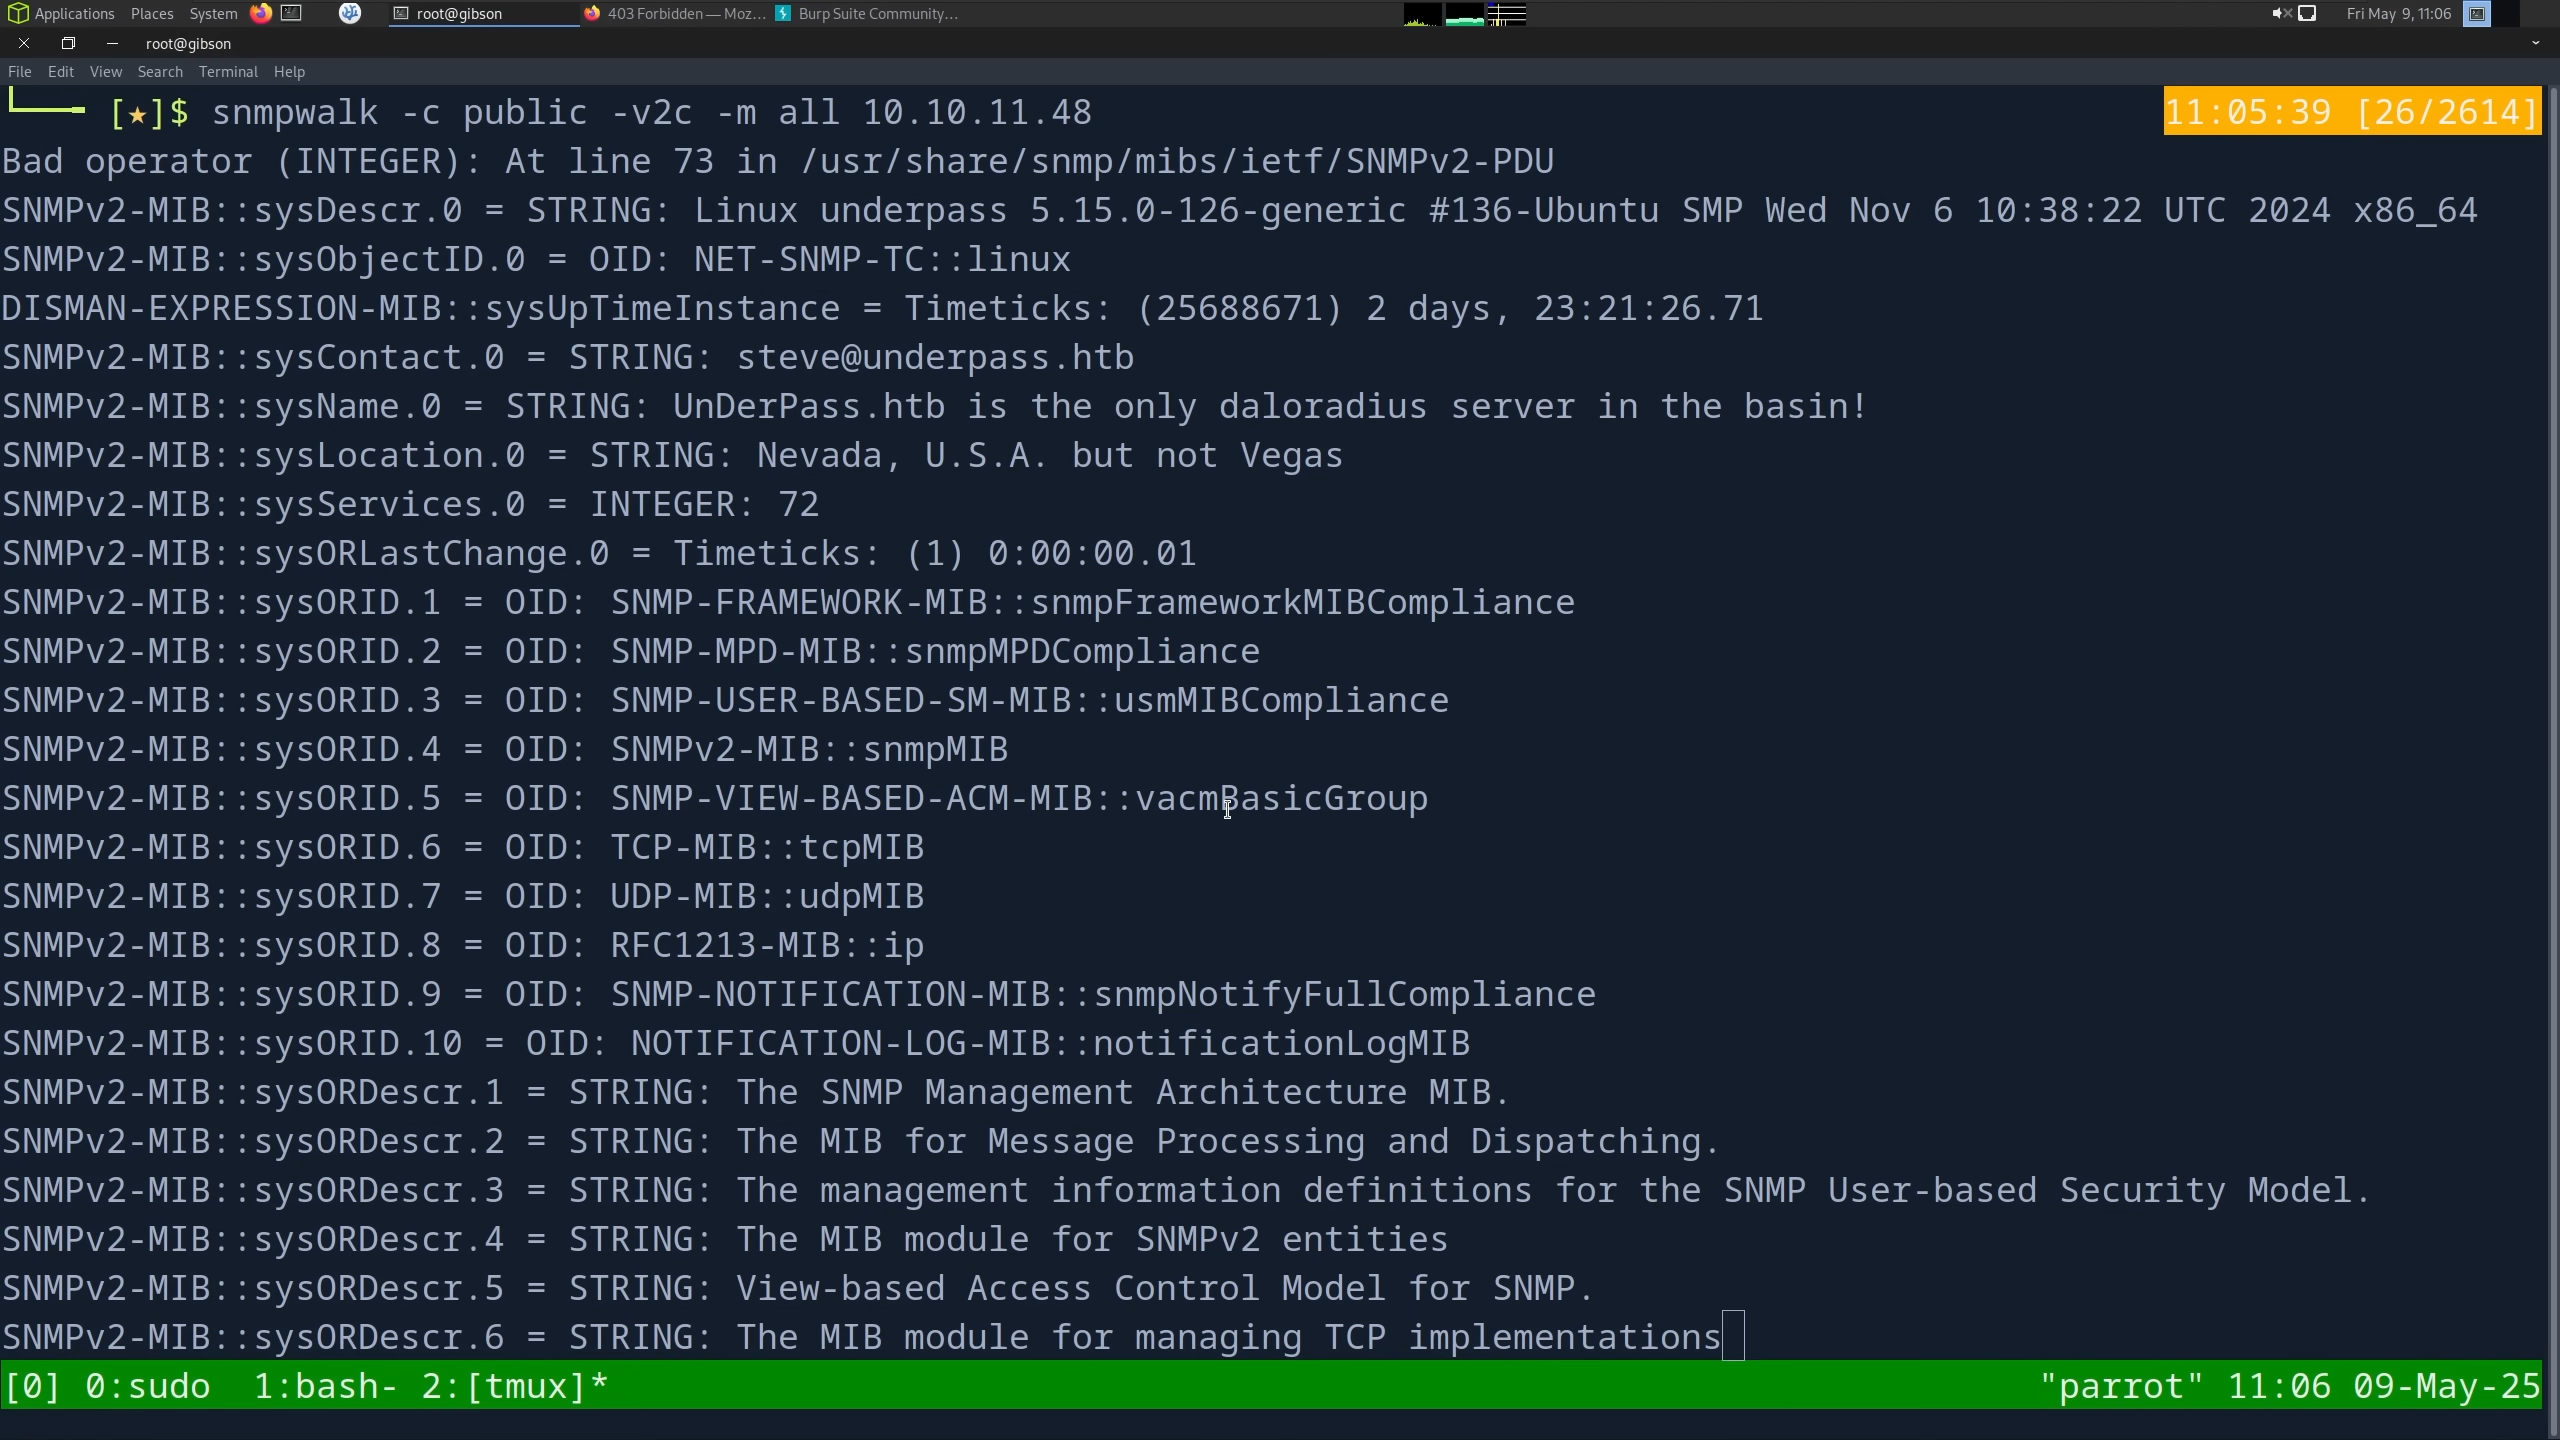 Applications Places System root@gibson 403 Forbidden — Moz... Burp Suite Community... Fri May 9, 11:06
root@gibson
File Edit View Search Terminal Help
[★]$ snmpwalk -c public -v2c -m all 10.10.11.48 11:05:39 [26/2614]
Bad operator (INTEGER): At line 73 in /usr/share/snmp/mibs/ietf/SNMPv2-PDU
SNMPv2-MIB::sysDescr.0 = STRING: Linux underpass 5.15.0-126-generic #136-Ubuntu SMP Wed Nov 6 10:38:22 UTC 2024 x86_64
SNMPv2-MIB::sysObjectID.0 = OID: NET-SNMP-TC::linux
DISMAN-EXPRESSION-MIB::sysUpTimeInstance = Timeticks: (25688671) 2 days, 23:21:26.71
SNMPv2-MIB::sysContact.0 = STRING: steve@underpass.htb
SNMPv2-MIB::sysName.0 = STRING: UnDerPass.htb is the only daloradius server in the basin!
SNMPv2-MIB::sysLocation.0 = STRING: Nevada, U.S.A. but not Vegas
SNMPv2-MIB::sysServices.0 = INTEGER: 72
SNMPv2-MIB::sysORLastChange.0 = Timeticks: (1) 0:00:00.01
SNMPv2-MIB::sysORID.1 = OID: SNMP-FRAMEWORK-MIB::snmpFrameworkMIBCompliance
SNMPv2-MIB::sysORID.2 = OID: SNMP-MPD-MIB::snmpMPDCompliance
SNMPv2-MIB::sysORID.3 = OID: SNMP-USER-BASED-SM-MIB::usmMIBCompliance
SNMPv2-MIB::sysORID.4 = OID: SNMPv2-MIB::snmpMIB
SNMPv2-MIB::sysORID.5 = OID: SNMP-VIEW-BASED-ACM-MIB::vacmBasicGroup
SNMPv2-MIB::sysORID.6 = OID: TCP-MIB::tcpMIB
SNMPv2-MIB::sysORID.7 = OID: UDP-MIB::udpMIB
SNMPv2-MIB::sysORID.8 = OID: RFC1213-MIB::ip
SNMPv2-MIB::sysORID.9 = OID: SNMP-NOTIFICATION-MIB::snmpNotifyFullCompliance
SNMPv2-MIB::sysORID.10 = OID: NOTIFICATION-LOG-MIB::notificationLogMIB
SNMPv2-MIB::sysORDescr.1 = STRING: The SNMP Management Architecture MIB.
SNMPv2-MIB::sysORDescr.2 = STRING: The MIB for Message Processing and Dispatching.
SNMPv2-MIB::sysORDescr.3 = STRING: The management information definitions for the SNMP User-based Security Model.
SNMPv2-MIB::sysORDescr.4 = STRING: The MIB module for SNMPv2 entities
SNMPv2-MIB::sysORDescr.5 = STRING: View-based Access Control Model for SNMP.
SNMPv2-MIB::sysORDescr.6 = STRING: The MIB module for managing TCP implementations
[0] 0:sudo 1:bash- 2:[tmux]* "parrot" 11:06 09-May-25